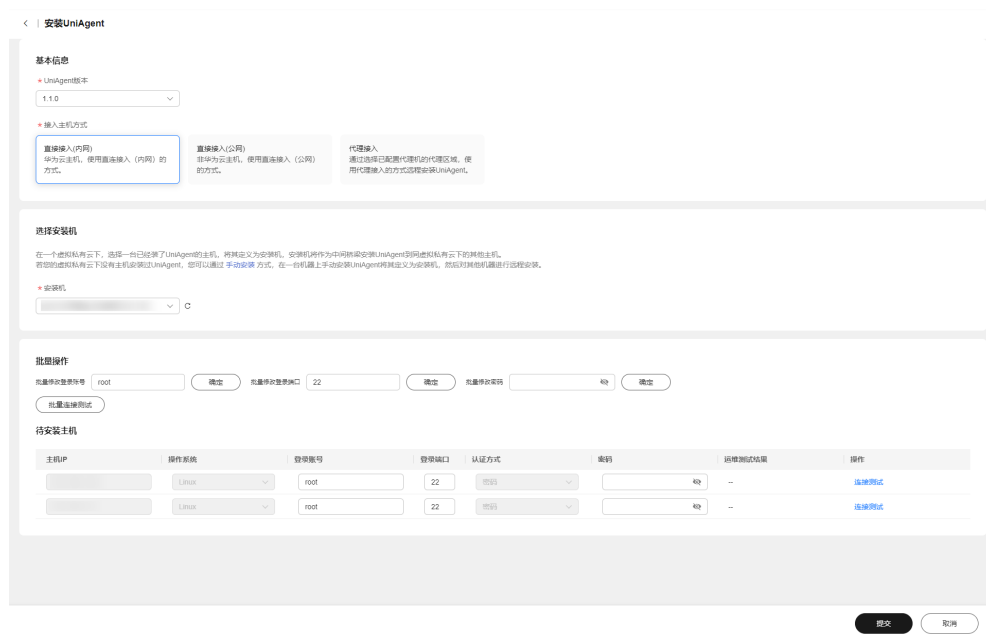 安装UniAgent
基本信息
* UniAgent版本
1.1.0
* 接入主机方式
直接接入(内网)
华为云主机，使用直连接入（内网）的
方式。
直接接入(公网)
非华为云主机，使用直连接入（公网）
的方式。
代理接入
通过选择已配置代理机的代理区域，使
用代理接入的方式远程安装UniAgent。
选择安装机
在一个虚拟私有云下，选择一台已经装了UniAgent的主机，将其定义为安装机，安装机将作为中间桥梁安装UniAgent到同虚拟私有云下的其他主机。
若您的虚拟私有云下没有主机安装过UniAgent，您可以通过 手动安装 方式，在一台机器上手动安装UniAgent将其定义为安装机，然后对其他机器进行远程安装。
* 安装机
批量操作
批量修改登录账号 root 确定 批量修改登录端口 22 确定 批量修改密码 确定
批量连接测试
待安装主机
主机IP 操作系统 登录账号 登录端口 认证方式 密码 运维测试结果 操作
Linux root 22 密码 -- 连接测试
Linux root 22 密码 -- 连接测试
提交 取消